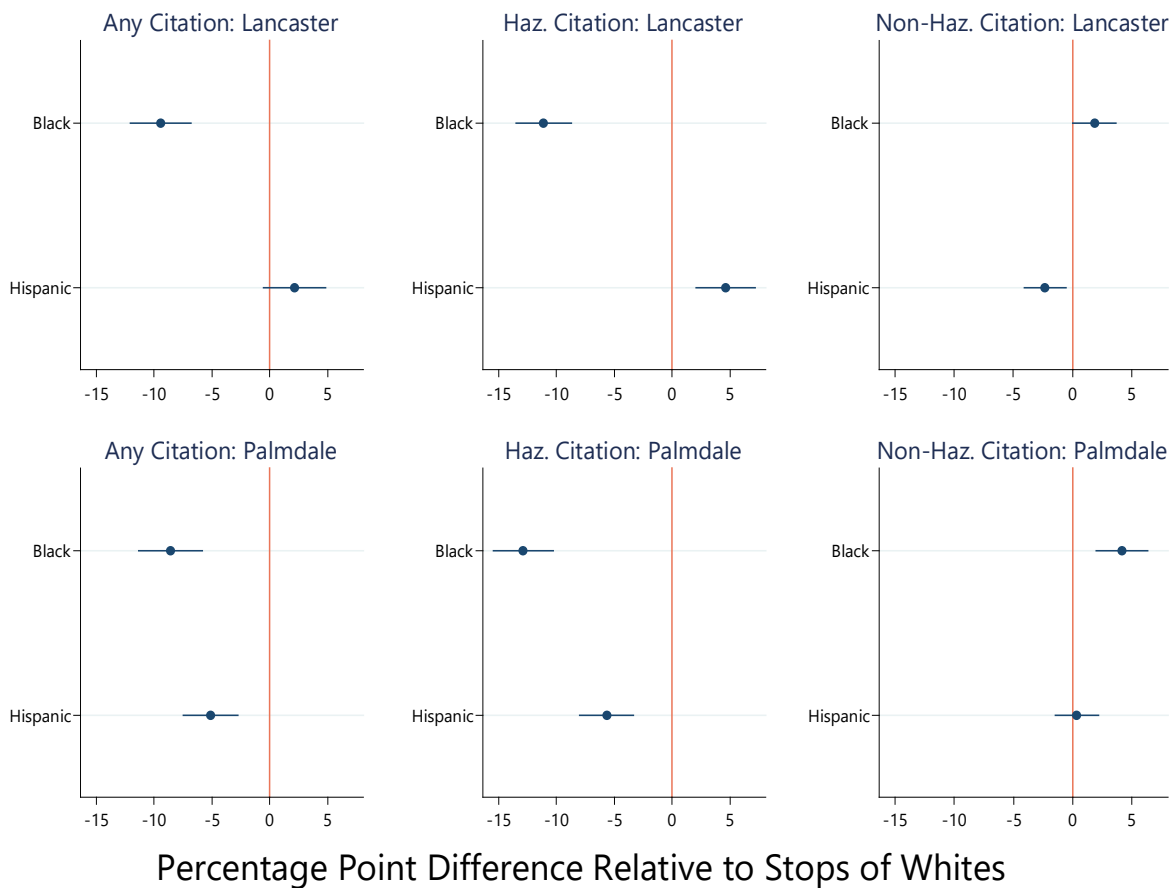 Any Citation: Lancaster
Black
Hispanic
-15 -10 -5 0 5
Haz. Citation: Lancaster
Black
Hispanic
-15 -10 -5 0 5
Non-Haz. Citation: Lancaster
Black
Hispanic
-15 -10 -5 0 5
Any Citation: Palmdale
Black
Hispanic
-15 -10 -5 0 5
Haz. Citation: Palmdale
Black
Hispanic
-15 -10 -5 0 5
Non-Haz. Citation: Palmdale
Black
Hispanic
-15 -10 -5 0 5
Percentage Point Difference Relative to Stops of Whites